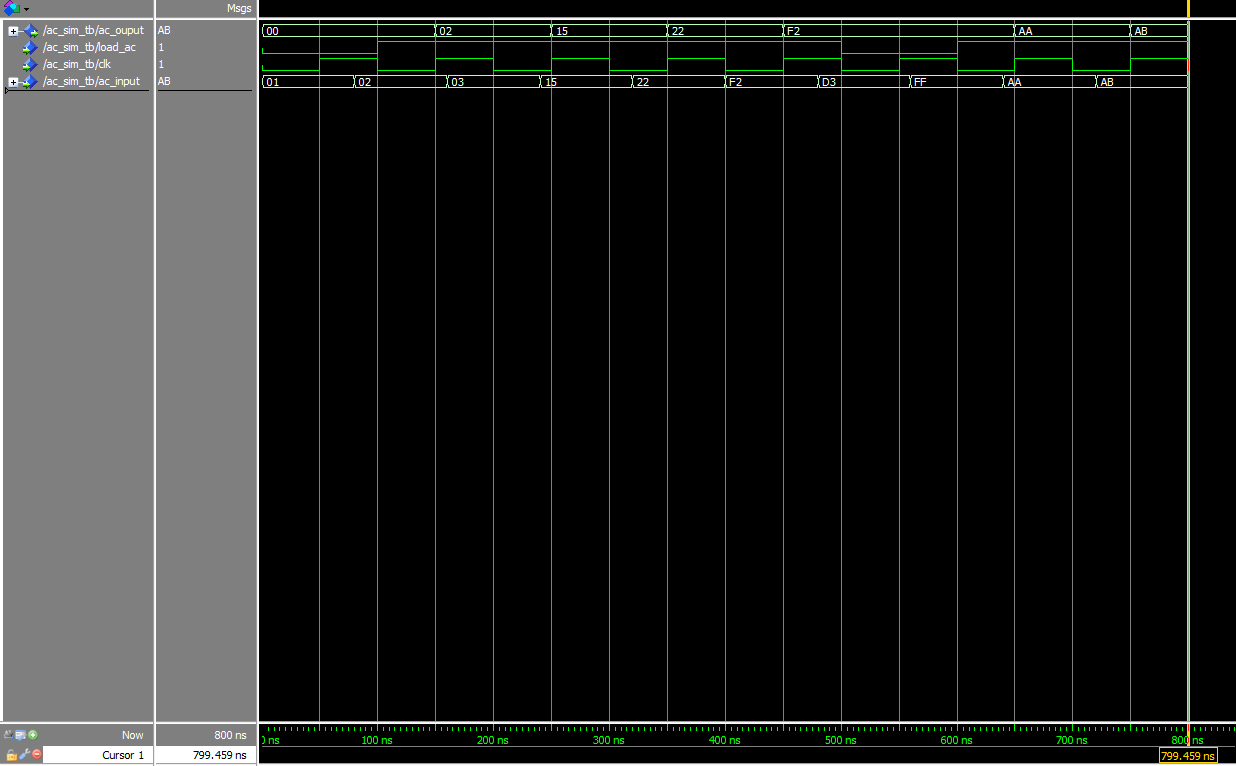 Msgs
/ac_sim_tb/ac_ouput AB 00 02 15 22 F2 AA AB
/ac_sim_tb/load_ac 1
/ac_sim_tb/clk 1
/ac_sim_tb/ac_input AB 01 02 03 15 22 F2 D3 FF AA AB
Now 800 ns ns 100 ns 200 ns 300 ns 400 ns 500 ns 600 ns 700 ns 800 ns
Cursor 1 799.459 ns 799.459 ns